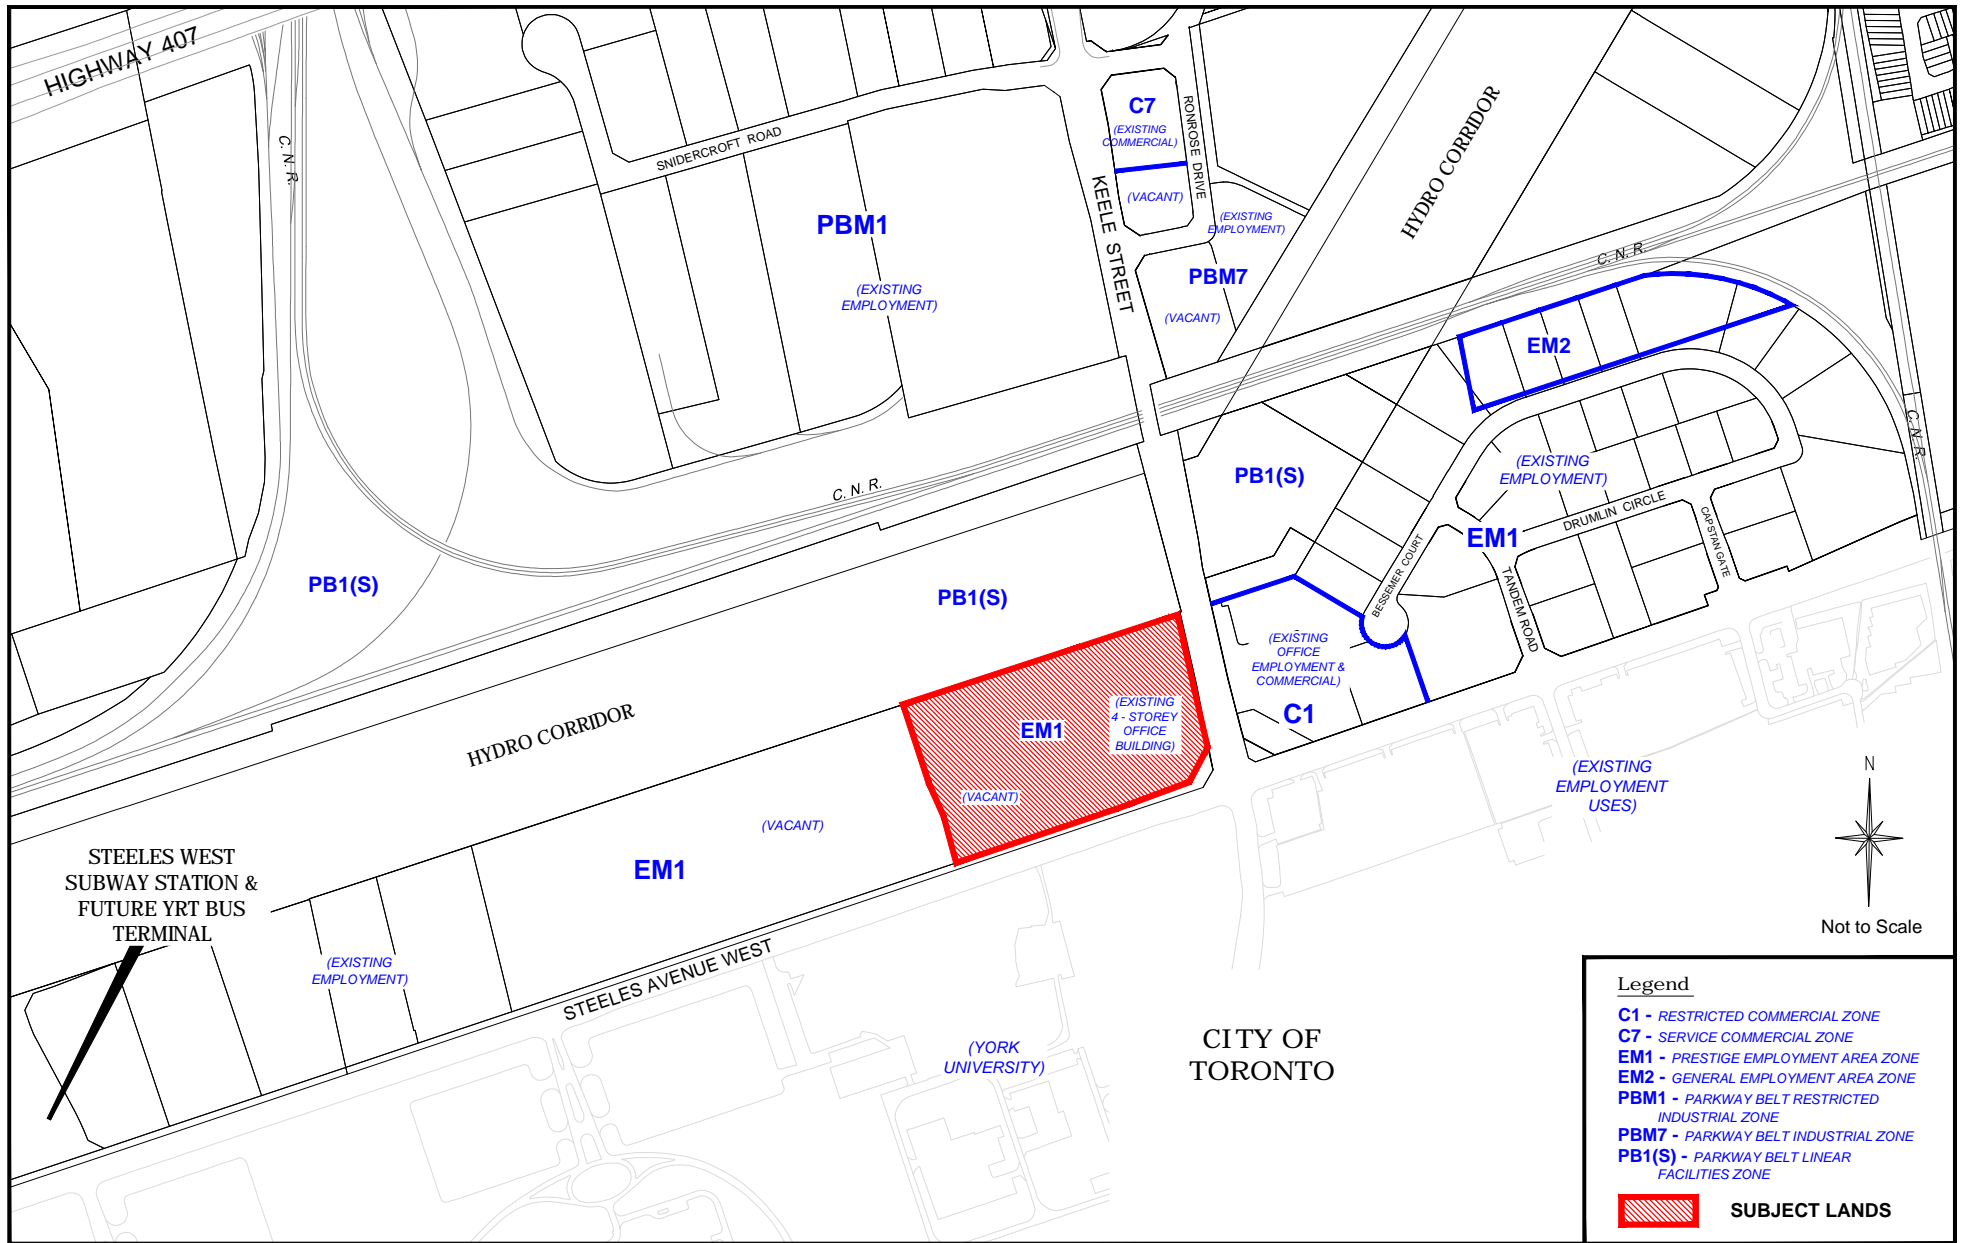 HIGHWAY 407
C. N. R.
SNIDERCROFT ROAD
PBM1
(EXISTING
EMPLOYMENT)
KEELE STREET
C7
(EXISTING
COMMERCIAL)
RONROSE DRIVE
(VACANT)
(EXISTING
EMPLOYMENT)
PBM7
(VACANT)
HYDRO CORRIDOR
C. N. R.
EM2
C. N. R.
(EXISTING
EMPLOYMENT)
DRUMLIN CIRCLE
CAPSTAN GATE
EM1
TANDEM ROAD
BESSEMER COURT
PB1(S)
C. N. R.
PB1(S)
PB1(S)
(EXISTING
OFFICE
EMPLOYMENT &
COMMERCIAL)
C1
EM1
(EXISTING
4 - STOREY
OFFICE
BUILDING)
(VACANT)
HYDRO CORRIDOR
(VACANT)
EM1
(EXISTING
EMPLOYMENT
USES)
N
Not to Scale
STEELES WEST
SUBWAY STATION &
FUTURE YRT BUS
TERMINAL
(EXISTING
EMPLOYMENT)
STEELES AVENUE WEST
(YORK
UNIVERSITY)
CITY OF
TORONTO
Legend
C1 - RESTRICTED COMMERCIAL ZONE
C7 - SERVICE COMMERCIAL ZONE
EM1 - PRESTIGE EMPLOYMENT AREA ZONE
EM2 - GENERAL EMPLOYMENT AREA ZONE
PBM1 - PARKWAY BELT RESTRICTED
INDUSTRIAL ZONE
PBM7 - PARKWAY BELT INDUSTRIAL ZONE
PB1(S) - PARKWAY BELT LINEAR
FACILITIES ZONE
SUBJECT LANDS